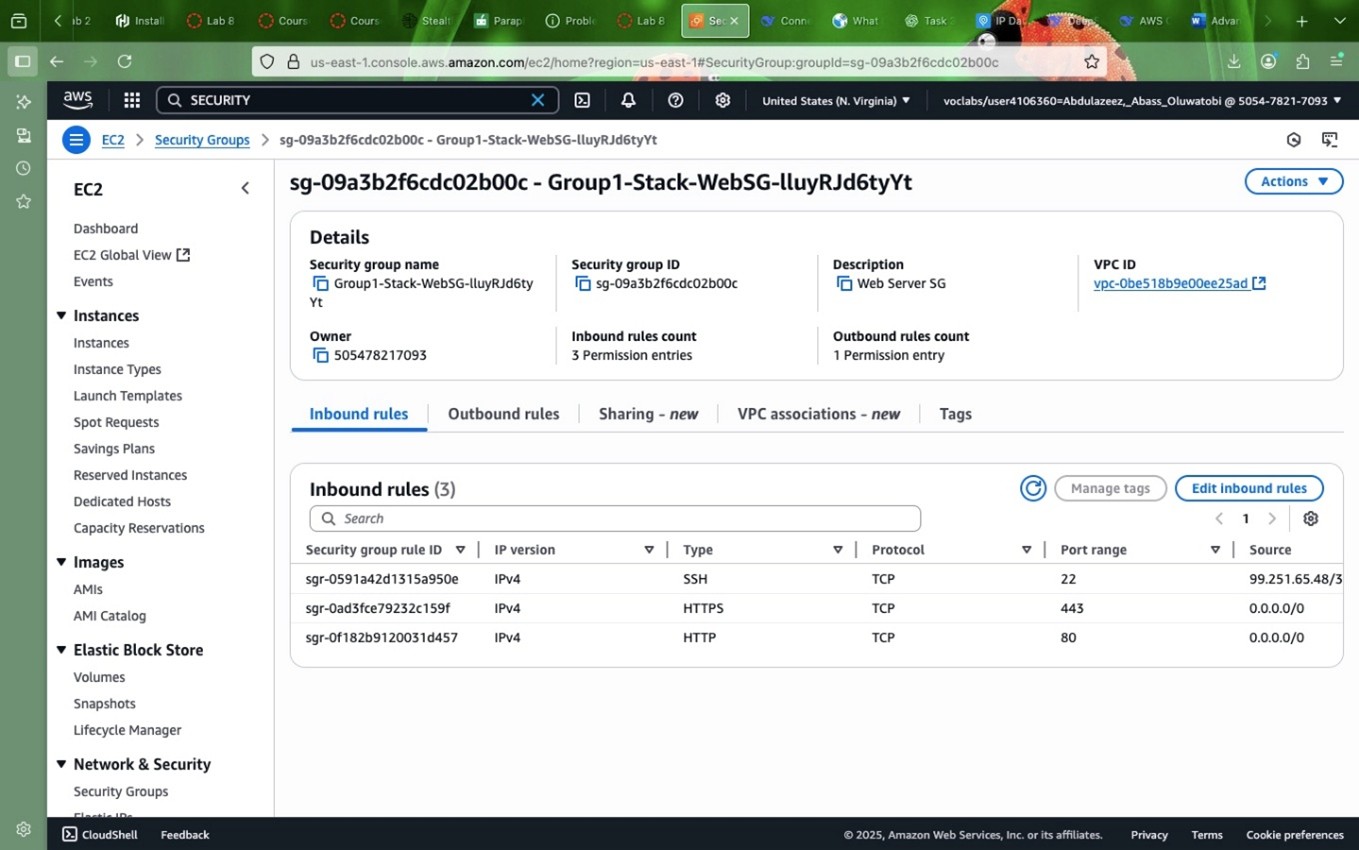 ab 2 Install Lab 8 Cours Cours Stealt Parap Proble Lab 8 Sec Conne What Task 2 IP Da AWS C Advan
us-east-1.console.aws.amazon.com/ec2/home?region=us-east-1#SecurityGroup:groupId=sg-09a3b2f6cdc02b00c
aws SECURITY United States (N. Virginia) voclabs/user4106360=Abdulazeez,_Abass_Oluwatobi @ 5054-7821-7093
EC2 Security Groups sg-09a3b2f6cdc02b00c - Group1-Stack-WebSG-lluyRJd6tyYt
EC2
Dashboard
EC2 Global View
Events
Instances
Instances
Instance Types
Launch Templates
Spot Requests
Savings Plans
Reserved Instances
Dedicated Hosts
Capacity Reservations
Images
AMIs
AMI Catalog
Elastic Block Store
Volumes
Snapshots
Lifecycle Manager
Network & Security
Security Groups
Elastic IPs
sg-09a3b2f6cdc02b00c - Group1-Stack-WebSG-lluyRJd6tyYt
Actions
Details
Security group name
Group1-Stack-WebSG-lluyRJd6ty
Yt
Security group ID
sg-09a3b2f6cdc02b00c
Description
Web Server SG
VPC ID
vpc-0be518b9e00ee25ad
Owner
505478217093
Inbound rules count
3 Permission entries
Outbound rules count
1 Permission entry
Inbound rules Outbound rules Sharing - new VPC associations - new Tags
Inbound rules (3)
Manage tags Edit inbound rules
Search
1
Security group rule ID IP version Type Protocol Port range Source
sgr-0591a42d1315a950e IPv4 SSH TCP 22 99.251.65.48/3
sgr-0ad3fce79232c159f IPv4 HTTPS TCP 443 0.0.0.0/0
sgr-0f182b9120031d457 IPv4 HTTP TCP 80 0.0.0.0/0
CloudShell Feedback © 2025, Amazon Web Services, Inc. or its affiliates. Privacy Terms Cookie preferences